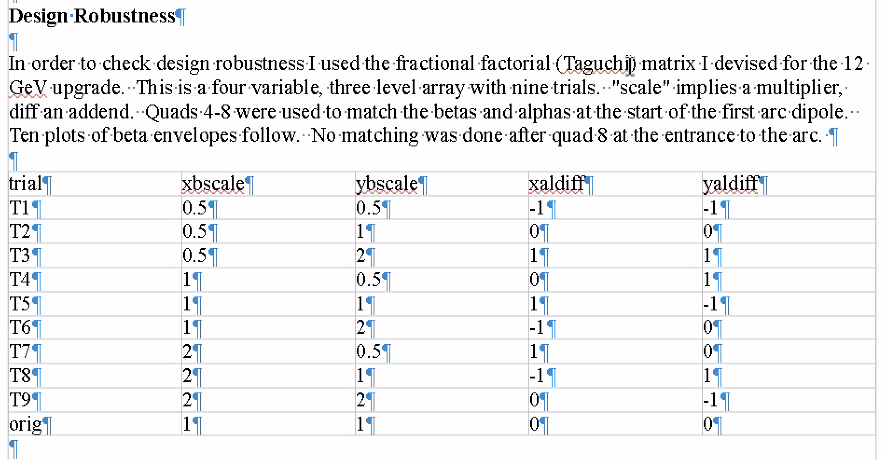 Design Robustness
In order to check design robustness I used the fractional factorial (Taguchi) matrix I devised for the 12
GeV upgrade.  This is a four variable, three level array with nine trials.  "scale" implies a multiplier,
diff an addend.  Quads 4-8 were used to match the betas and alphas at the start of the first arc dipole.
Ten plots of beta envelopes follow.  No matching was done after quad 8 at the entrance to the arc.
trial xbscale ybscale xaldiff yaldiff
T1 0.5 0.5 -1 -1
T2 0.5 1 0 0
T3 0.5 2 1 1
T4 1 0.5 0 1
T5 1 1 1 -1
T6 1 2 -1 0
T7 2 0.5 1 0
T8 2 1 -1 1
T9 2 2 0 -1
orig 1 1 0 0